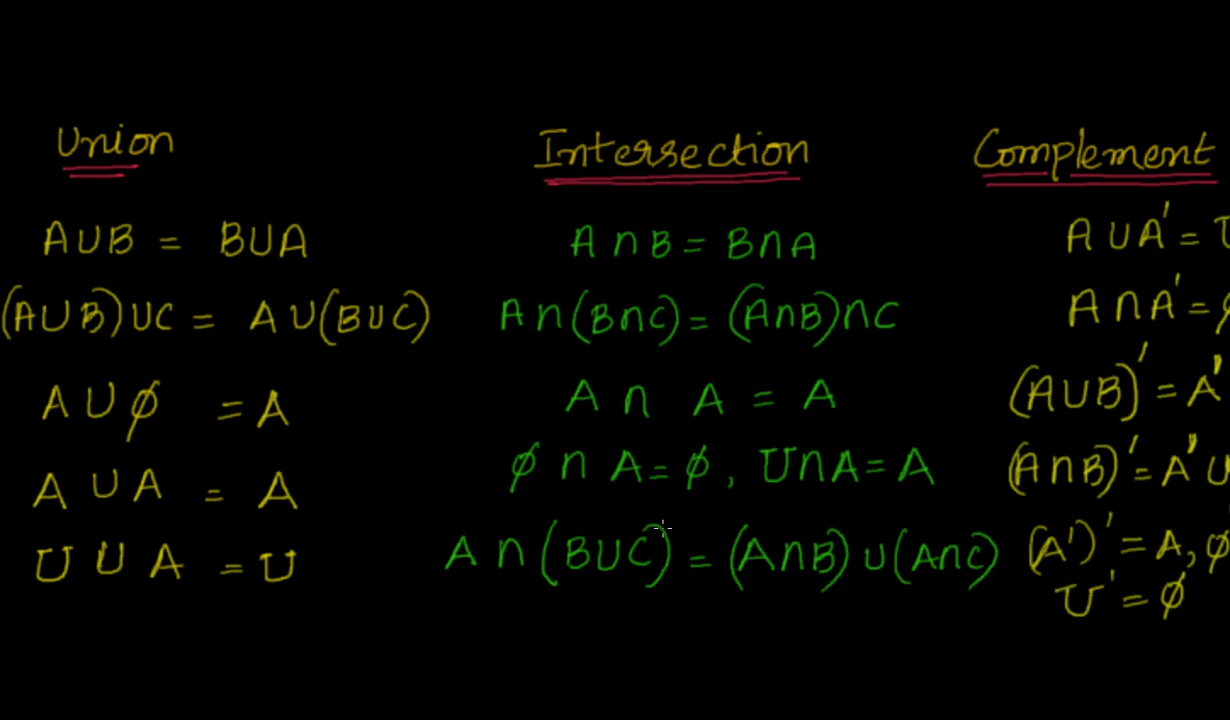 Union
A∪B = B∪A
(A∪B)∪C = A∪(B∪C)
A∪ϕ = A
A∪A = A
U∪A = U
Intersection
A∩B = B∩A
A∩(B∩C) = (A∩B)∩C
A ∩ A = A
ϕ ∩ A = ϕ, U∩A = A
A∩(B∪C) = (A∩B)∪(A∩C)
Complement
A∪A' =
A∩A' = ϕ
(A∪B)' = A'
(A∩B)' = A' ∪
(A')' = A, ϕ
U' = ϕ